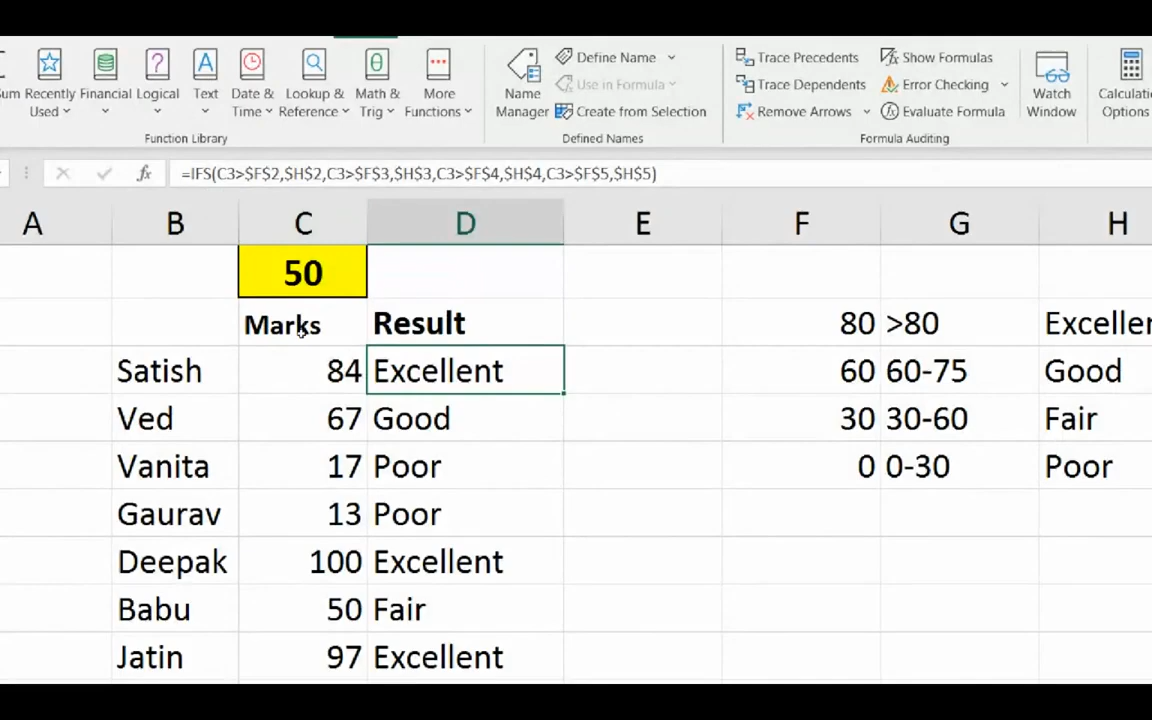 Sum Recently Used Financial Logical Text Date & Time Lookup & Reference Math & Trig More Functions
Function Library
Name Manager
Define Name
Use in Formula
Create from Selection
Defined Names
Trace Precedents
Trace Dependents
Remove Arrows
Show Formulas
Error Checking
Evaluate Formula
Formula Auditing
Watch Window
Calculati
Options
fx =IFS(C3>$F$2,$H$2,C3>$F$3,$H$3,C3>$F$4,$H$4,C3>$F$5,$H$5)
A B C D E F G H
50
Marks Result 80 >80 Exceller
Satish 84 Excellent 60 60-75 Good
Ved 67 Good 30 30-60 Fair
Vanita 17 Poor 0 0-30 Poor
Gaurav 13 Poor
Deepak 100 Excellent
Babu 50 Fair
Jatin 97 Excellent